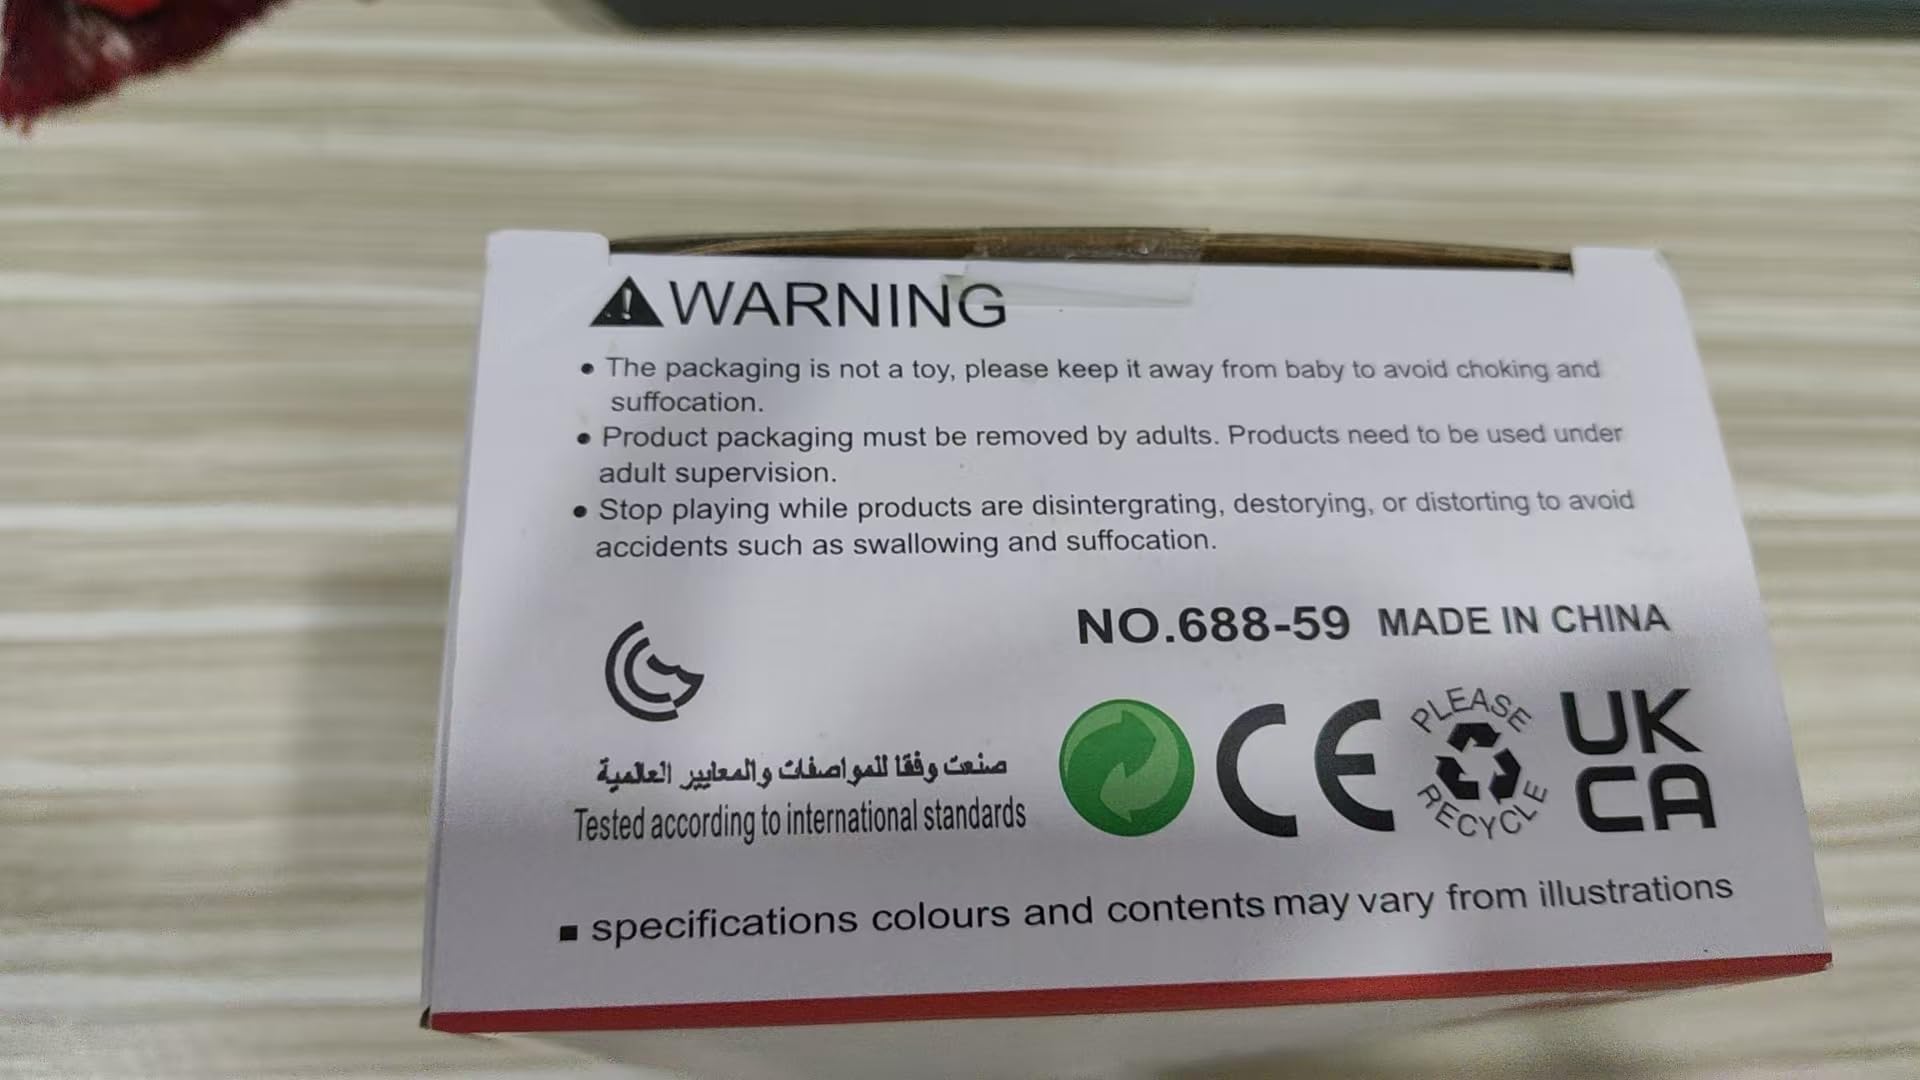 WARNING
• The packaging is not a toy, please keep it away from baby to avoid choking and
suffocation.
• Product packaging must be removed by adults. Products need to be used under
adult supervision.
• Stop playing while products are disintergrating, destorying, or distorting to avoid
accidents such as swallowing and suffocation.
NO.688-59 MADE IN CHINA
صنعت وفقا للمواصفات والمعايير العالمية
Tested according to international standards
CE
PLEASE
RECYCLE
UK
CA
▪ specifications colours and contents may vary from illustrations